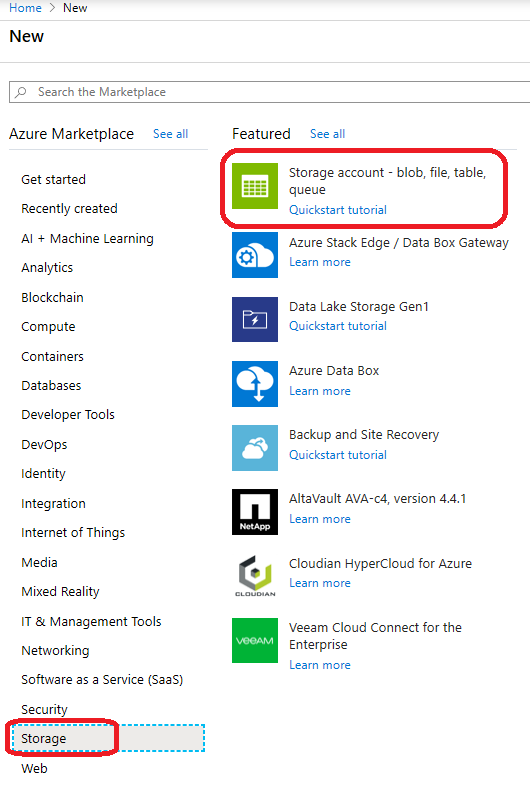 Home > New
New
Search the Marketplace
Azure Marketplace See all
Get started
Recently created
AI + Machine Learning
Analytics
Blockchain
Compute
Containers
Databases
Developer Tools
DevOps
Identity
Integration
Internet of Things
Media
Mixed Reality
IT & Management Tools
Networking
Software as a Service (SaaS)
Security
Storage
Web
Featured See all
Storage account - blob, file, table,
queue
Quickstart tutorial
Azure Stack Edge / Data Box Gateway
Learn more
Data Lake Storage Gen1
Quickstart tutorial
Azure Data Box
Learn more
Backup and Site Recovery
Quickstart tutorial
NetApp
AltaVault AVA-c4, version 4.4.1
Learn more
CLOUDIAN
Cloudian HyperCloud for Azure
Learn more
veeam
Veeam Cloud Connect for the
Enterprise
Learn more